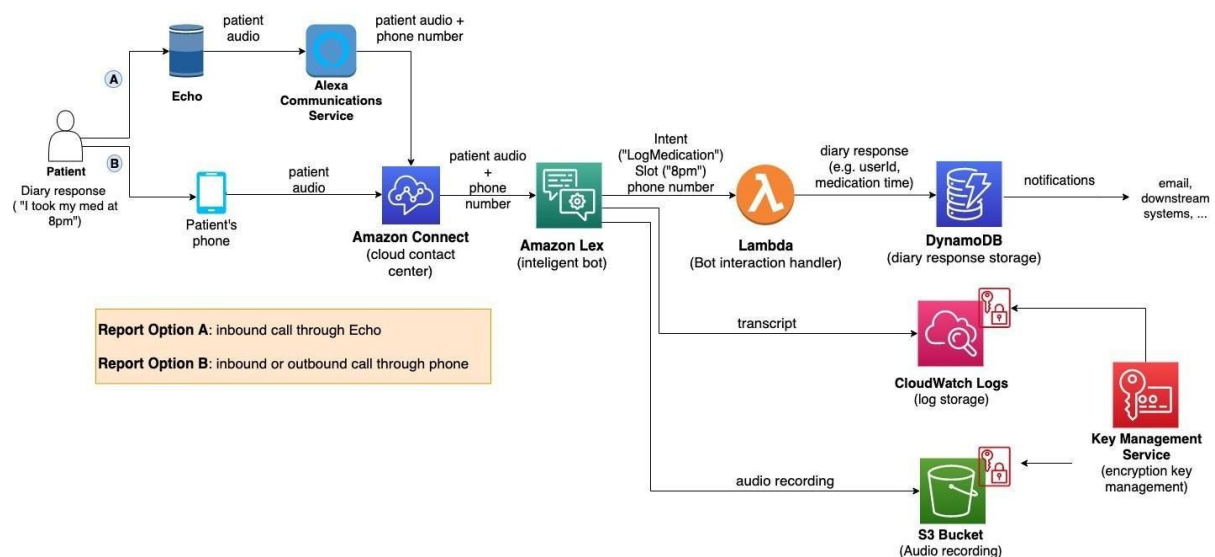 patient
audio
patient audio +
phone number
A
Echo
Alexa
Communications
Service
B
Patient
Diary response
( "I took my med at
8pm")
Patient's
phone
patient
audio
Amazon Connect
(cloud contact
center)
patient audio
+
phone
number
Amazon Lex
(inteligent bot)
Intent
("LogMedication")
Slot ("8pm")
phone number
Lambda
(Bot interaction handler)
diary response
(e.g. userId,
medication time)
DynamoDB
(diary response storage)
notifications
email,
downstream
systems, ...
Report Option A: inbound call through Echo
Report Option B: inbound or outbound call through phone
transcript
CloudWatch Logs
(log storage)
Key Management
Service
(encryption key
management)
audio recording
S3 Bucket
(Audio recording)